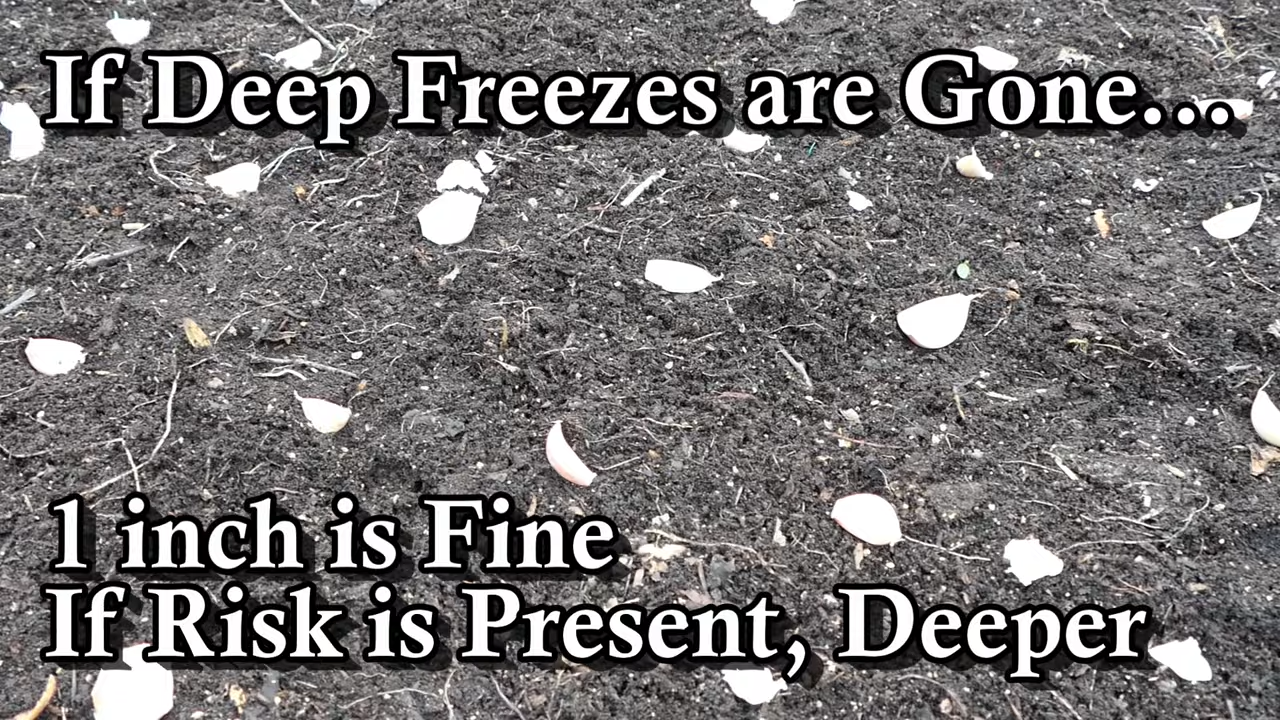 If Deep Freezes are Gone...
1 inch is Fine
If Risk is Present, Deeper